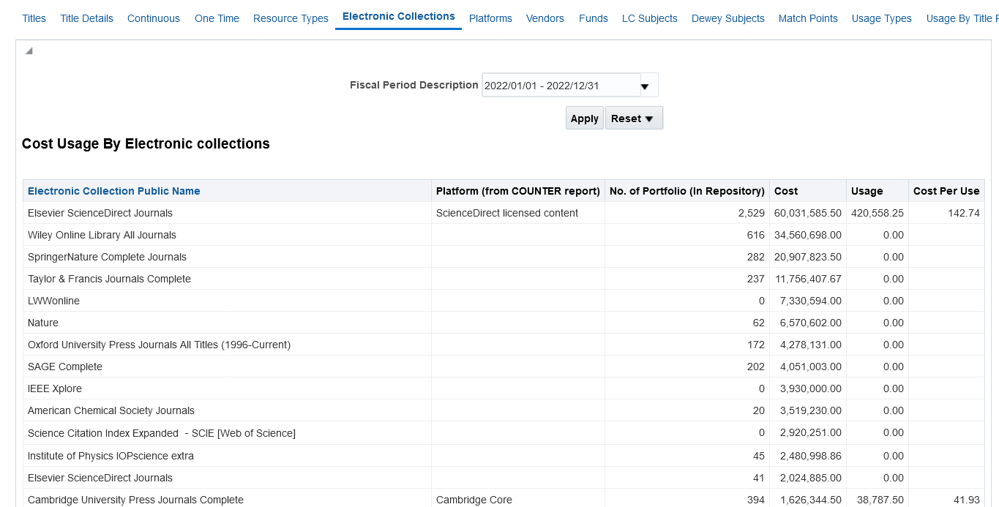 Titles Title Details Continuous One Time Resource Types Electronic Collections Platforms Vendors Funds LC Subjects Dewey Subjects Match Points Usage Types Usage By Title
Fiscal Period Description 2022/01/01 - 2022/12/31
Apply Reset
Cost Usage By Electronic collections
Electronic Collection Public Name Platform (from COUNTER report) No. of Portfolio (In Repository) Cost Usage Cost Per Use
Elsevier ScienceDirect Journals ScienceDirect licensed content 2,529 60,031,585.50 420,558.25 142.74
Wiley Online Library All Journals 616 34,560,698.00 0.00
SpringerNature Complete Journals 282 20,907,823.50 0.00
Taylor & Francis Journals Complete 237 11,756,407.67 0.00
LWWonline 0 7,330,594.00 0.00
Nature 62 6,570,602.00 0.00
Oxford University Press Journals All Titles (1996-Current) 172 4,278,131.00 0.00
SAGE Complete 202 4,051,003.00 0.00
IEEE Xplore 0 3,930,000.00 0.00
American Chemical Society Journals 20 3,519,230.00 0.00
Science Citation Index Expanded - SCIE [Web of Science] 0 2,920,251.00 0.00
Institute of Physics IOPscience extra 45 2,480,998.86 0.00
Elsevier ScienceDirect Journals 41 2,024,885.00 0.00
Cambridge University Press Journals Complete Cambridge Core 394 1,626,344.50 38,787.50 41.93